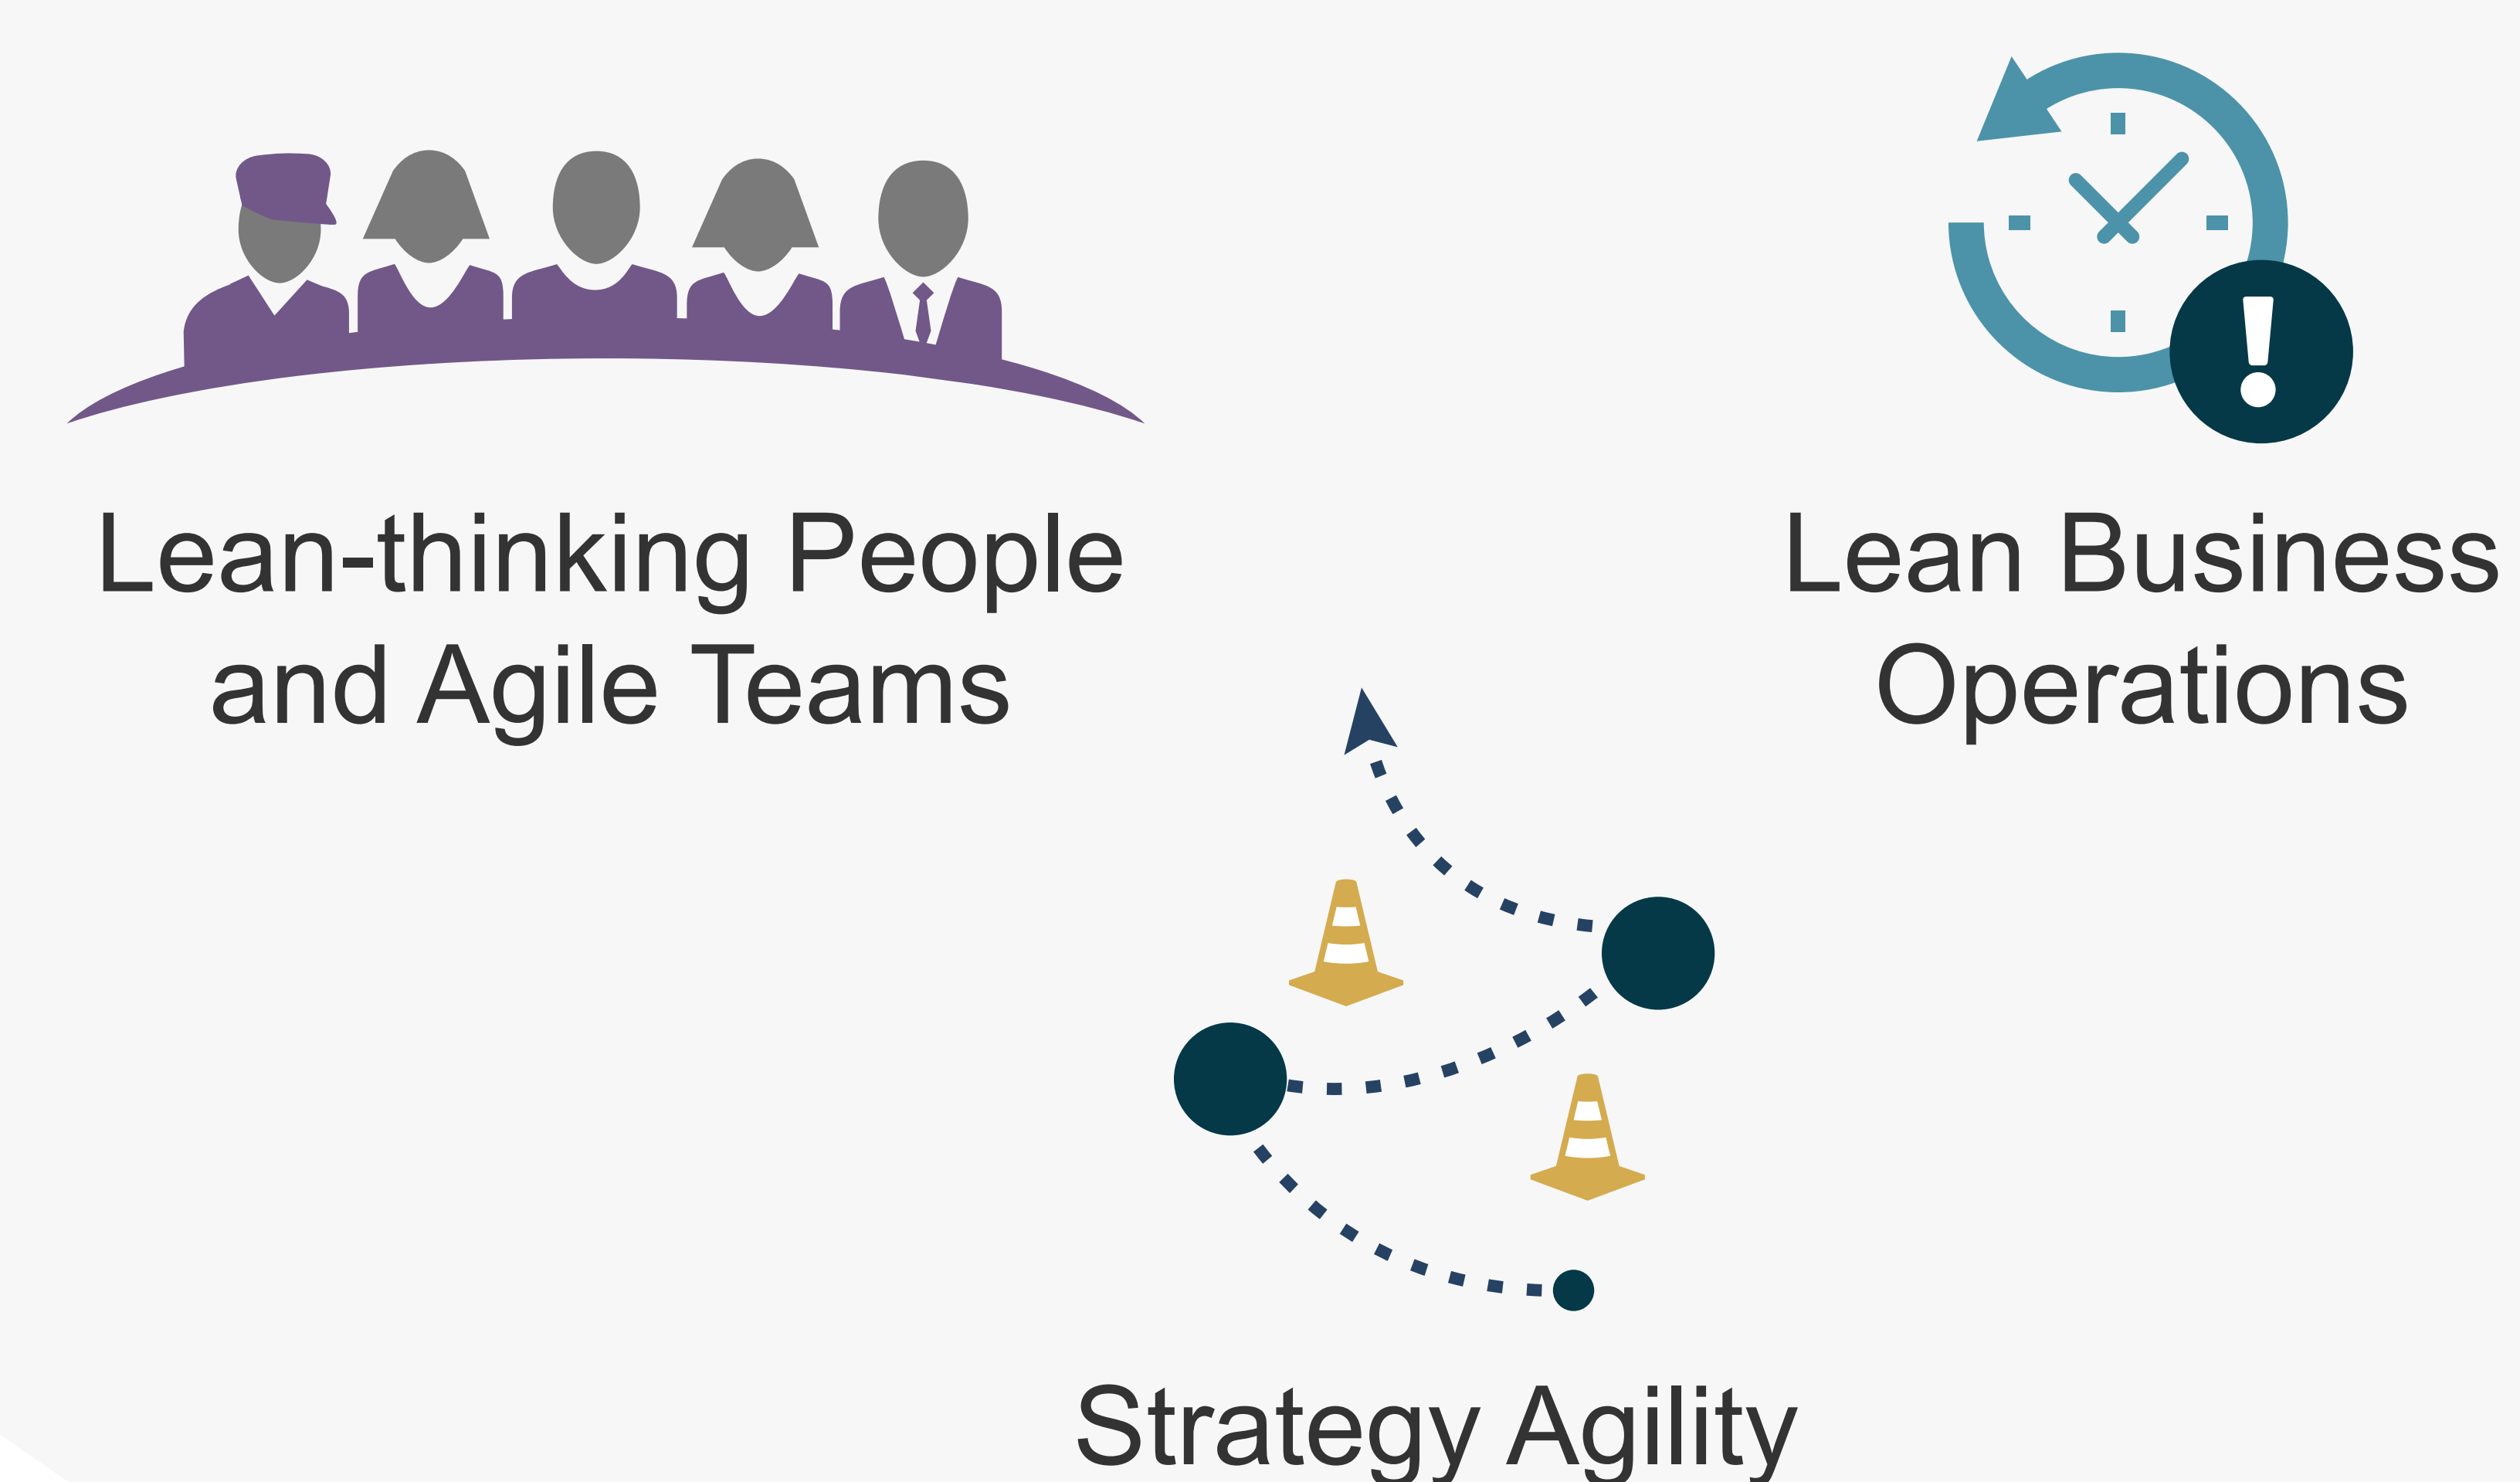 Lean-thinking People
and Agile Teams
Lean Business
Operations
Strategy Agility